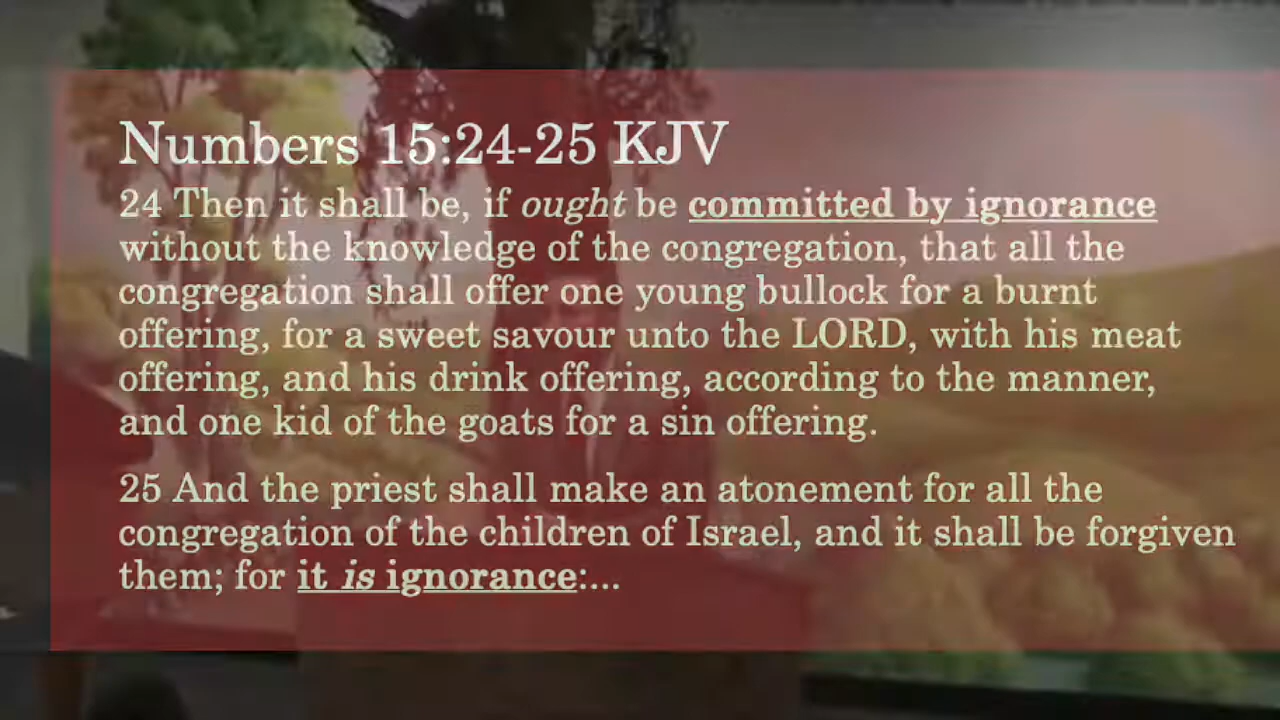 Numbers 15:24-25 KJV
24 Then it shall be, if ought be committed by ignorance
without the knowledge of the congregation, that all the
congregation shall offer one young bullock for a burnt
offering, for a sweet savour unto the LORD, with his meat
offering, and his drink offering, according to the manner,
and one kid of the goats for a sin offering.
25 And the priest shall make an atonement for all the
congregation of the children of Israel, and it shall be forgiven
them; for it is ignorance:...